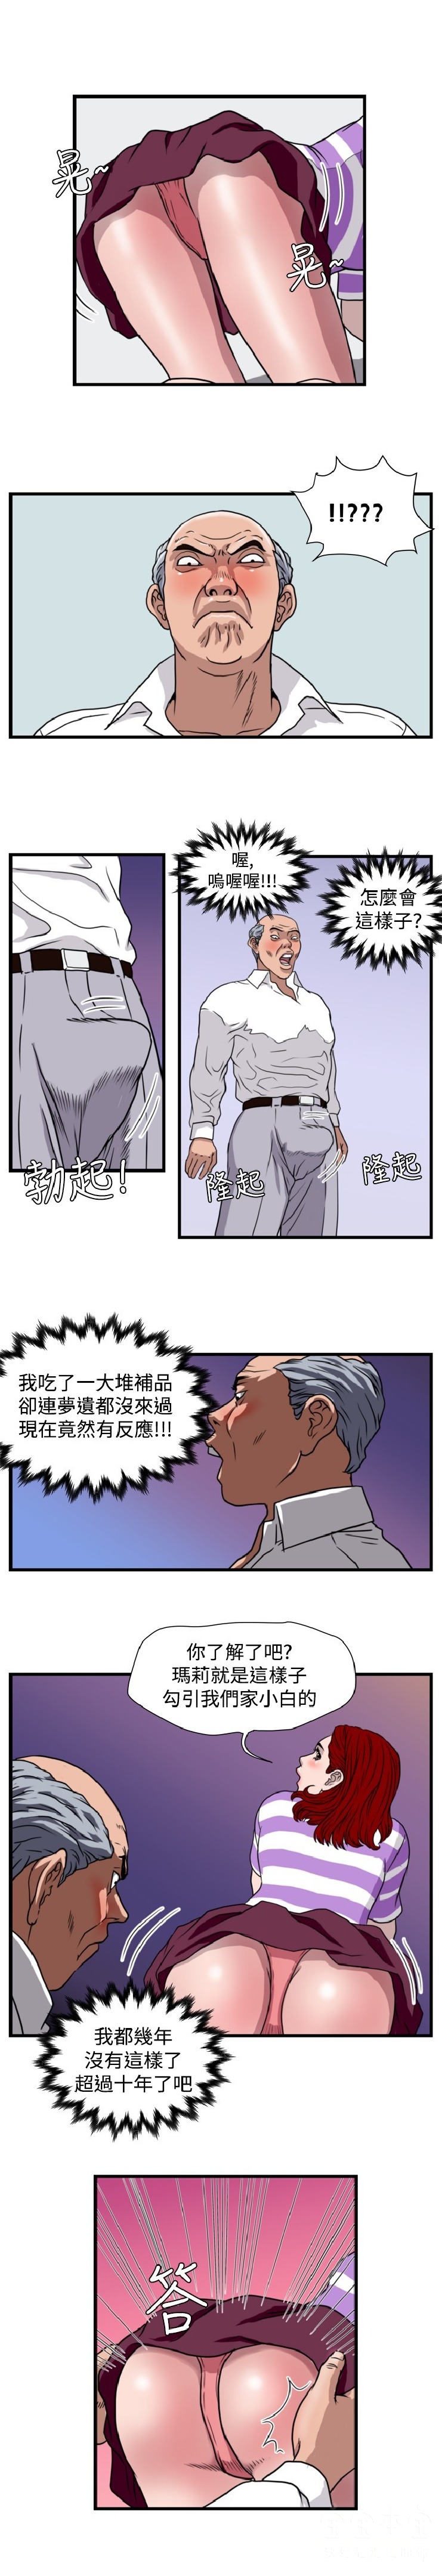 晃~
晃~
!!???
喔,
嗚喔喔!!!
怎麼會
這樣子?
勃起!
隆起
隆起
我吃了一大堆補品
卻連夢遺都沒來過
現在竟然有反應!!!
你了解了吧?
瑪莉就是這樣子
勾引我們家小白的
我都幾年
沒有這樣了
超過十年了吧
答